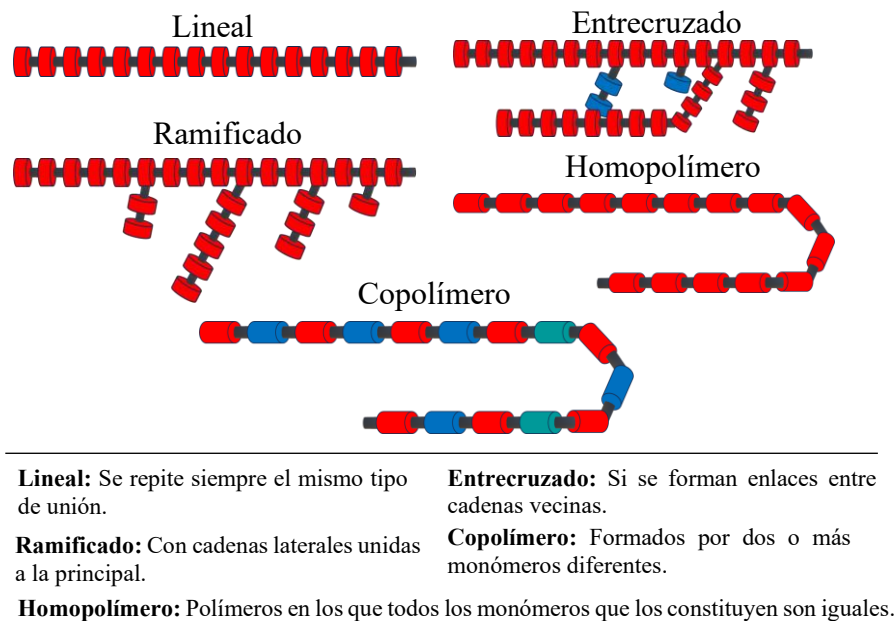 Lineal
Entrecruzado
Ramificado
Homopolímero
Copolímero
Lineal: Se repite siempre el mismo tipo
de unión.
Entrecruzado: Si se forman enlaces entre
cadenas vecinas.
Ramificado: Con cadenas laterales unidas
a la principal.
Copolímero: Formados por dos o más
monómeros diferentes.
Homopolímero: Polímeros en los que todos los monómeros que los constituyen son iguales.